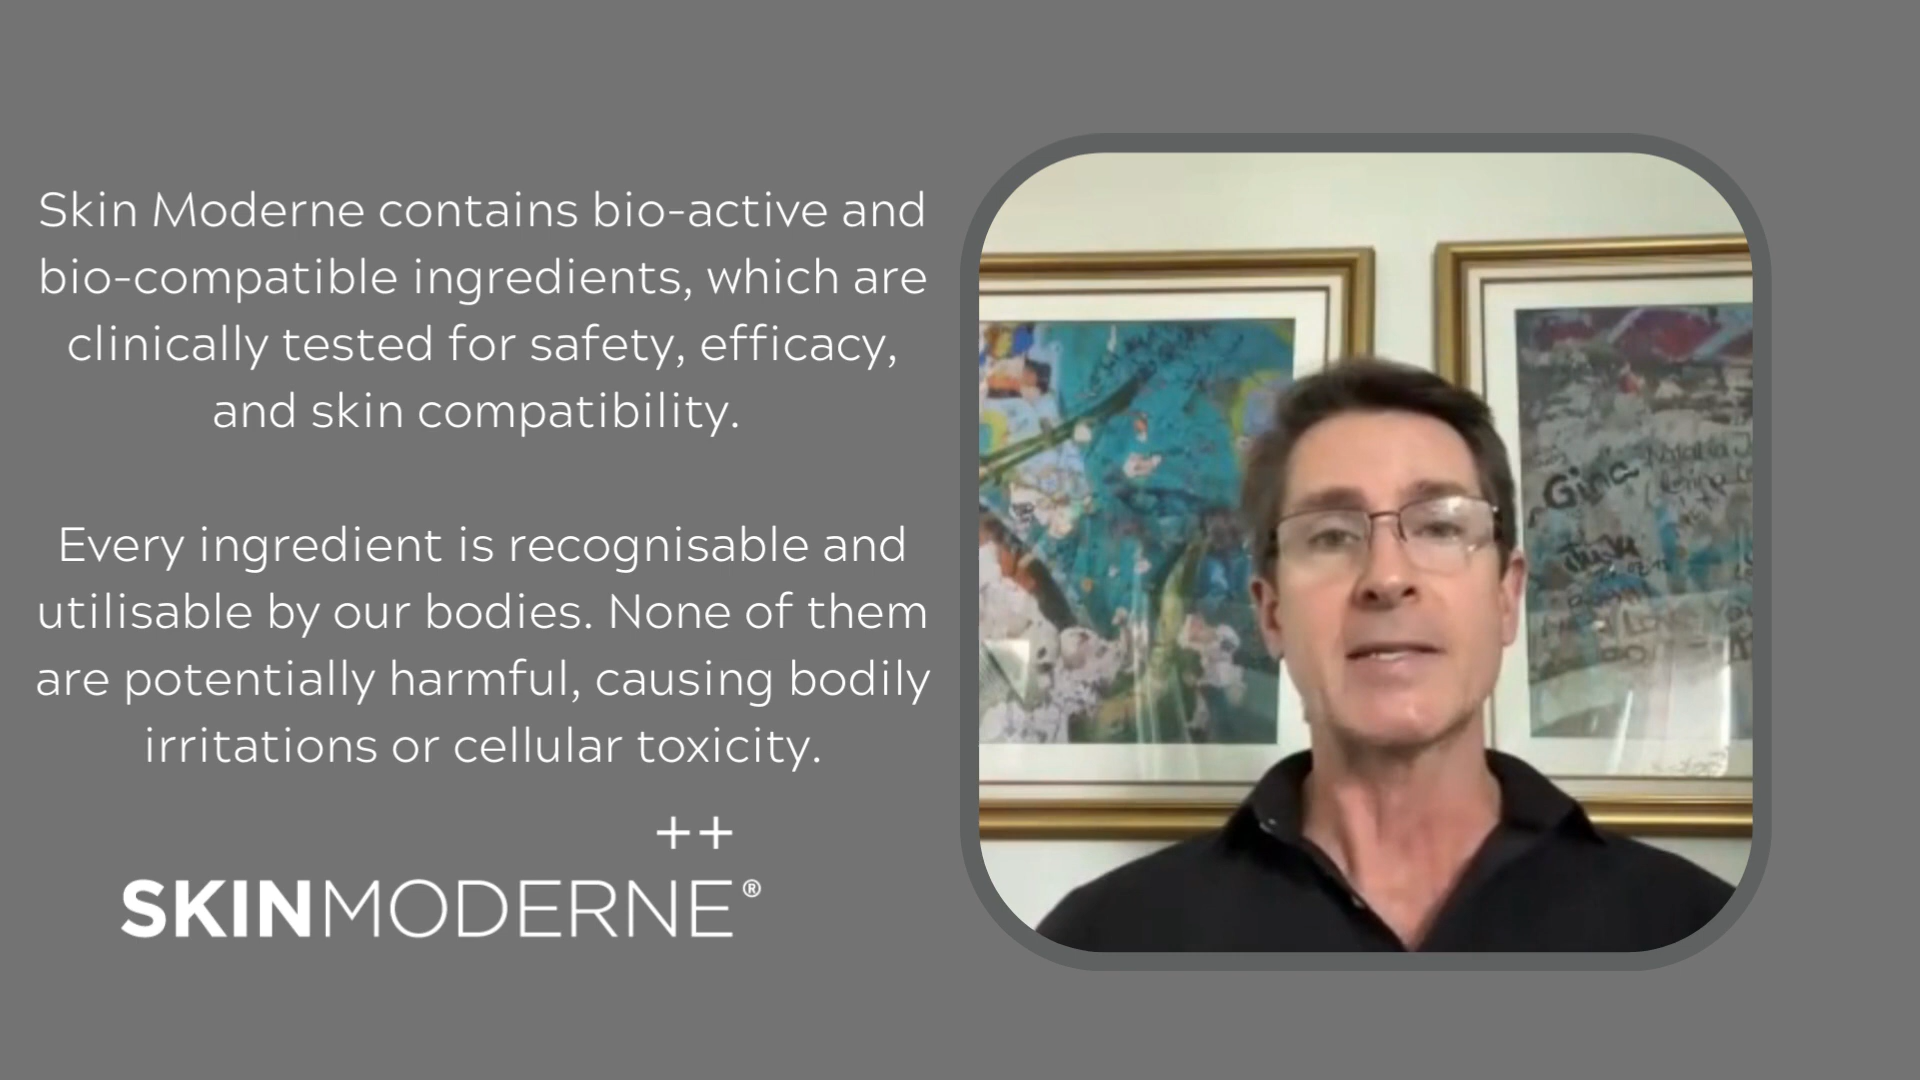 Skin Moderne contains bio-active and
bio-compatible ingredients, which are
clinically tested for safety, efficacy,
and skin compatibility.
Every ingredient is recognisable and
utilisable by our bodies. None of them
are potentially harmful, causing bodily
irritations or cellular toxicity.
++
SKINMODERNE®
Gina